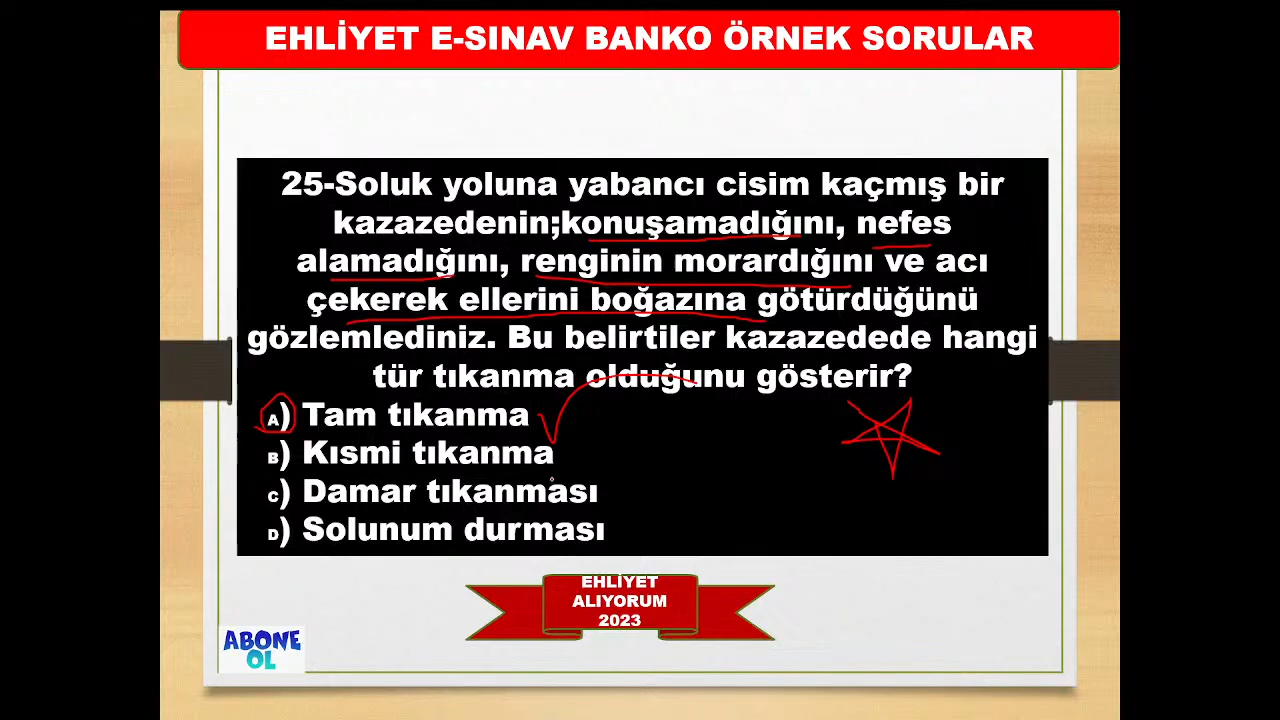 EHLİYET E-SINAV BANKO ÖRNEK SORULAR
25-Soluk yoluna yabancı cisim kaçmış bir
kazazedenin;konuşamadığını, nefes
alamadığını, renginin morardığını ve acı
çekerek ellerini boğazına götürdüğünü
gözlemlediniz. Bu belirtiler kazazedede hangi
tür tıkanma olduğunu gösterir?
A) Tam tıkanma
B) Kısmi tıkanma
C) Damar tıkanması
D) Solunum durması
EHLİYET
ALIYORUM
2023
ABONE
OL